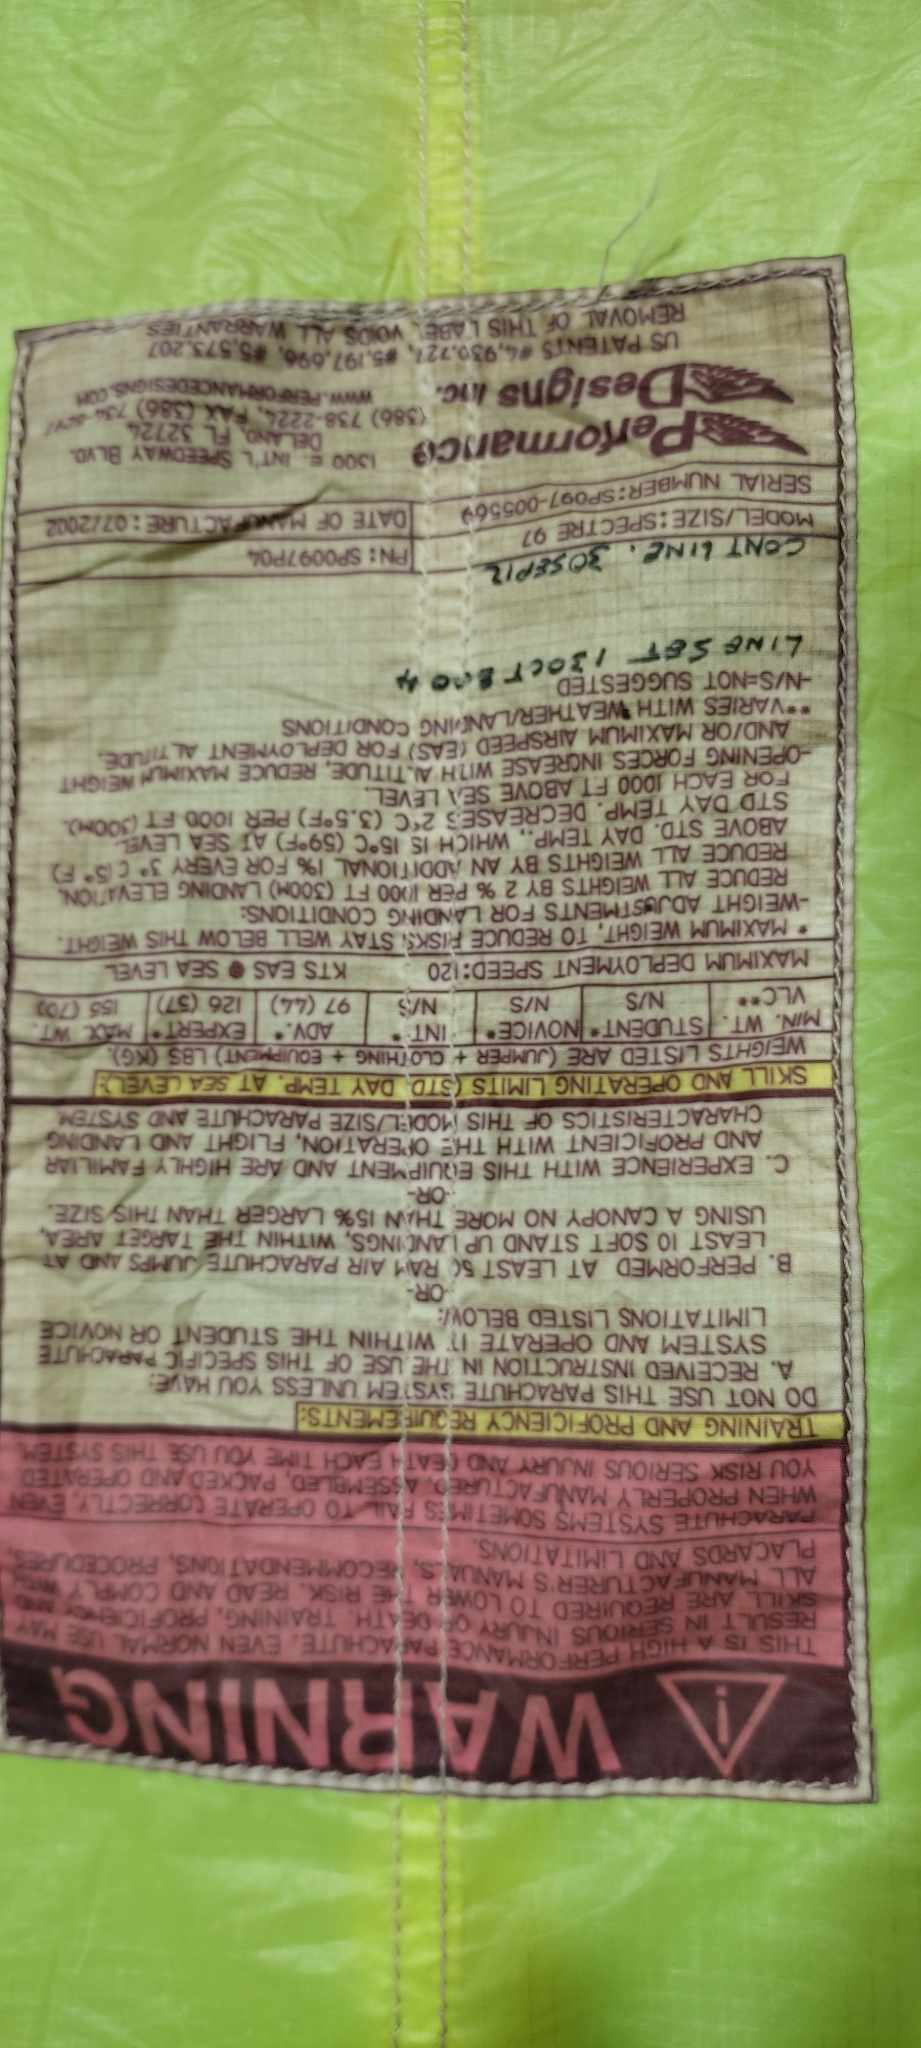 WARNING
THIS IS A HIGH PERFORMANCE PARACHUTE. EVEN NORMAL USE MAY
RESULT IN SERIOUS INJURY OR DEATH. TRAINING, PROFICIENCY AND
SKILL ARE REQUIRED TO LOWER THE RISK. READ AND COMPLY WITH
ALL MANUFACTURER'S MANUALS, RECOMMENDATIONS, PROCEDURES,
PLACARDS AND LIMITATIONS.
PARACHUTE SYSTEMS SOMETIMES FAIL TO OPERATE CORRECTLY, EVEN
WHEN PROPERLY MANUFACTURED, ASSEMBLED, PACKED AND OPERATED
YOU RISK SERIOUS INJURY AND DEATH EACH TIME YOU USE THIS SYSTEM.
TRAINING AND PROFICIENCY REQUIREMENTS:
DO NOT USE THIS PARACHUTE SYSTEM UNLESS YOU HAVE:
A. RECEIVED INSTRUCTION IN THE USE OF THIS SPECIFIC PARACHUTE
SYSTEM AND OPERATE IT WITHIN THE STUDENT OR NOVICE
LIMITATIONS LISTED BELOW;
-OR-
B. PERFORMED AT LEAST 50 RAM AIR PARACHUTE JUMPS AND AT
LEAST 10 SOFT STAND UP LANDINGS, WITHIN THE TARGET AREA,
USING A CANOPY NO MORE THAN 15% LARGER THAN THIS SIZE.
-OR-
C. EXPERIENCE WITH THIS EQUIPMENT AND ARE HIGHLY FAMILIAR
AND PROFICIENT WITH THE OPERATION, FLIGHT AND LANDING
CHARACTERISTICS OF THIS MODEL/SIZE PARACHUTE AND SYSTEM.
SKILL AND OPERATING LIMITS (STD. DAY TEMP. AT SEA LEVEL):
WEIGHTS LISTED ARE (JUMPER + CLOTHING + EQUIPMENT) LBS (KG).
MIN. WT. STUDENT* NOVICE* INT.* ADV.* EXPERT* MAX. WT.
VLC** N/S N/S N/S 97 (44) 126 (57) 155 (70)
MAXIMUM DEPLOYMENT SPEED: 120 KTS EAS @ SEA LEVEL
* MAXIMUM WEIGHT, TO REDUCE RISKS STAY WELL BELOW THIS WEIGHT.
-WEIGHT ADJUSTMENTS FOR LANDING CONDITIONS:
REDUCE ALL WEIGHTS BY 2 % PER 1000 FT (300M) LANDING ELEVATION.
REDUCE ALL WEIGHTS BY AN ADDITIONAL 1% FOR EVERY 3° C (5° F)
ABOVE STD. DAY TEMP., WHICH IS 15°C (59°F) AT SEA LEVEL
STD DAY TEMP. DECREASES 2°C (3.5°F) PER 1000 FT (300M).
FOR EACH 1000 FT ABOVE SEA LEVEL.
-OPENING FORCES INCREASE WITH ALTITUDE, REDUCE MAXIMUM WEIGHT
AND/OR MAXIMUM AIRSPEED (EAS) FOR DEPLOYMENT ALTITUDE.
**VARIES WITH WEATHER/LANDING CONDITIONS
-N/S=NOT SUGGESTED
LINE SET 13 OCT 2004
CONT LINE.
PN: SP0097P04
MODEL/SIZE: SPECTRE 97 DATE OF MANUFACTURE: 07/2002
SERIAL NUMBER: SP097-005569
Performance
Designs Inc.
1300 E. INT'L SPEEDWAY BLVD.
DELAND FL 32724
(386) 738-2224, FAX (386) 734-8297
WWW.PERFORMANCEDESIGNS.COM
US PATENTS #4,930,727, #5,197,696, #5,573,207
REMOVAL OF THIS LABEL VOIDS ALL WARRANTIES